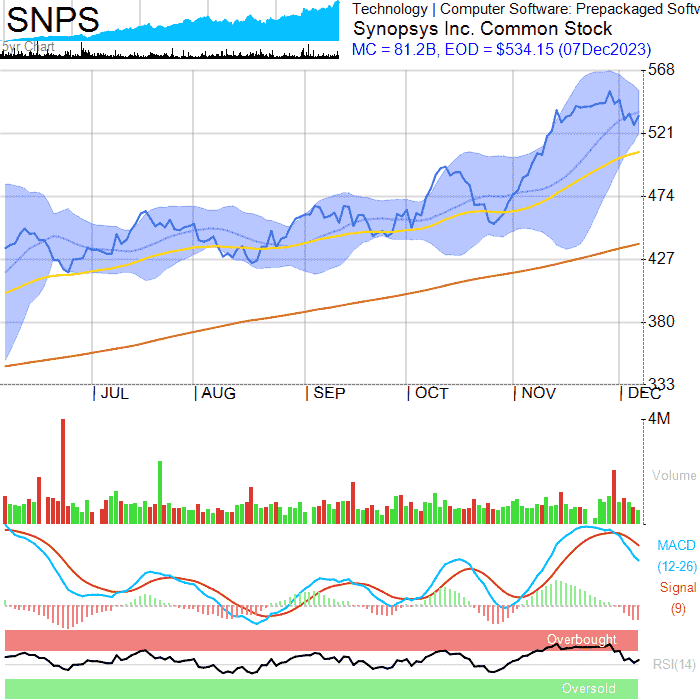 SNPS
5yr Chart
Technology | Computer Software: Prepackaged Softw
Synopsys Inc. Common Stock
MC = 81.2B, EOD = $534.15 (07Dec2023)
568
521
474
427
380
333
JUL
AUG
SEP
OCT
NOV
DEC
4M
Volume
MACD
(12-26)
Signal
(9)
Overbought
RSI(14)
Oversold